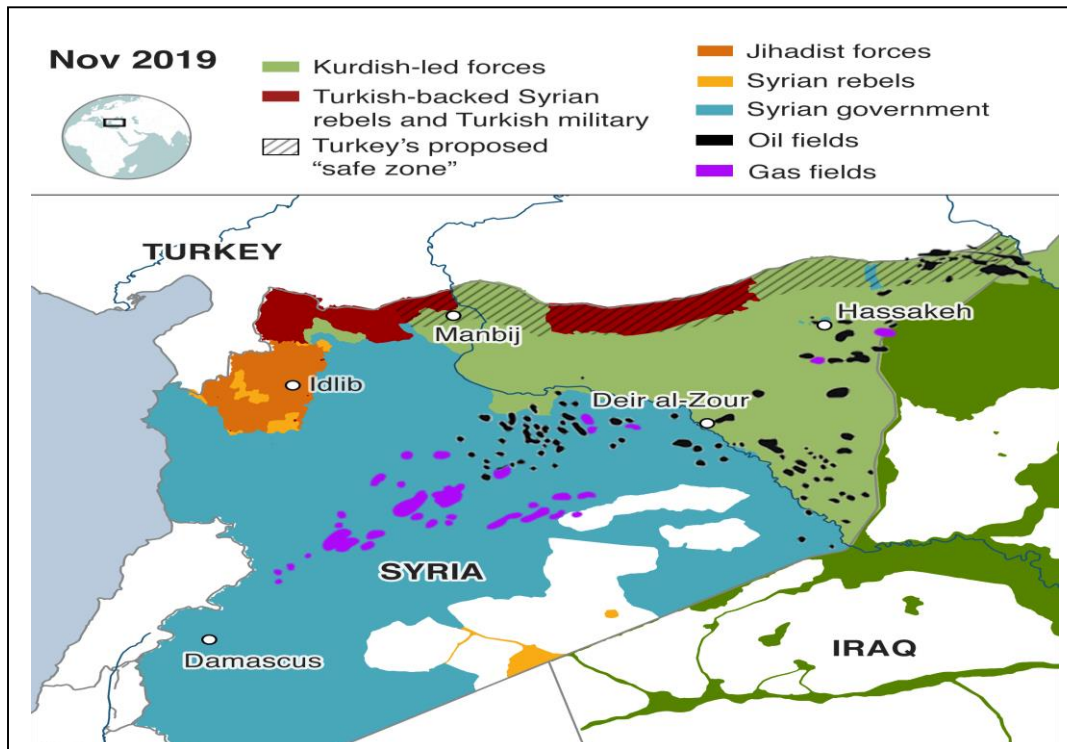 Nov 2019
Kurdish-led forces
Turkish-backed Syrian
rebels and Turkish military
Turkey's proposed
"safe zone"
Jihadist forces
Syrian rebels
Syrian government
Oil fields
Gas fields
TURKEY
Manbij
Hassakeh
Idlib
Deir al-Zour
SYRIA
Damascus
IRAQ